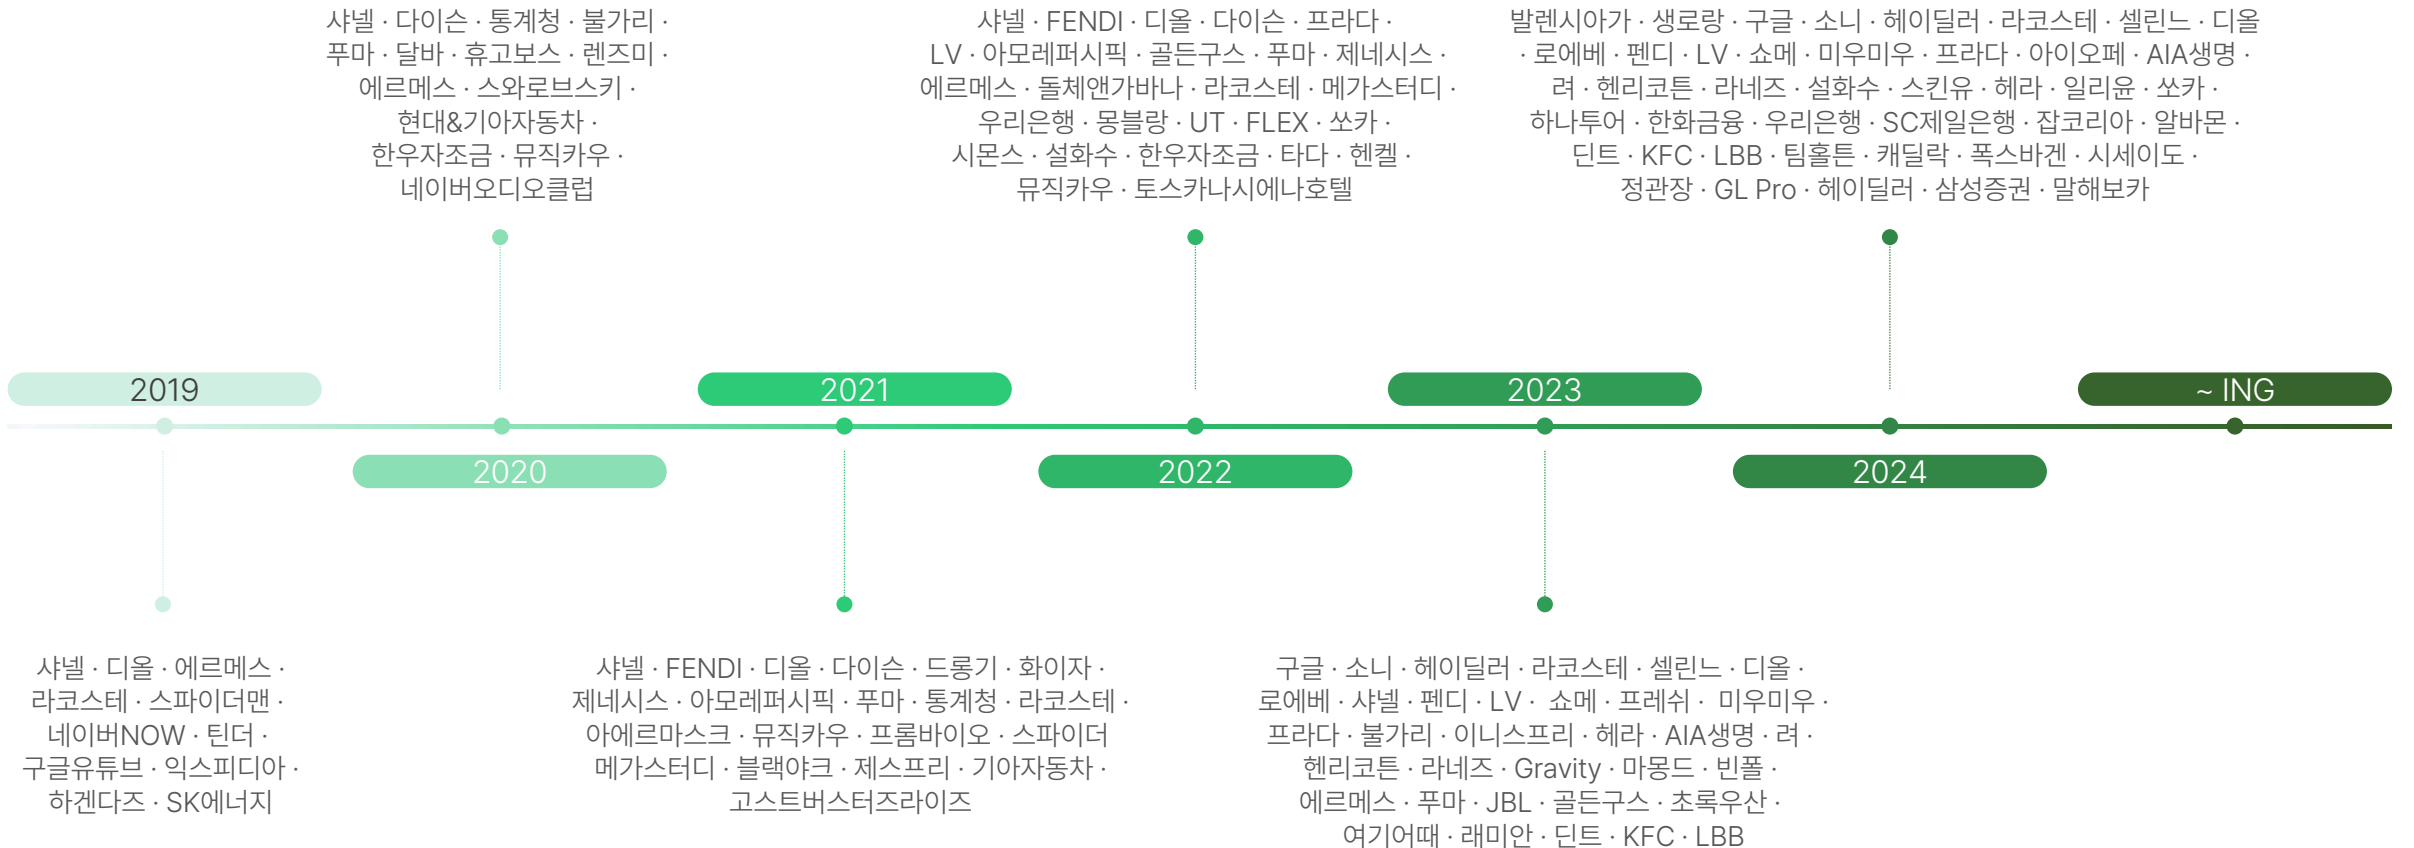 샤넬 · 다이슨 · 통계청 · 불가리 ·
푸마 · 달바 · 휴고보스 · 렌즈미 ·
에르메스 · 스와로브스키 ·
현대&기아자동차 ·
한우자조금 · 뮤직카우 ·
네이버오디오클럽
샤넬 · FENDI · 디올 · 다이슨 · 프라다 ·
LV · 아모레퍼시픽 · 골든구스 · 푸마 · 제네시스 ·
에르메스 · 돌체앤가바나 · 라코스테 · 메가스터디 ·
우리은행 · 몽블랑 · UT · FLEX · 쏘카 ·
시몬스 · 설화수 · 한우자조금 · 타다 · 헨켈 ·
뮤직카우 · 토스카나시에나호텔
발렌시아가 · 생로랑 · 구글 · 소니 · 헤이딜러 · 라코스테 · 셀린느 · 디올
· 로에베 · 펜디 · LV · 쇼메 · 미우미우 · 프라다 · 아이오페 · AIA생명 ·
려 · 헨리코튼 · 라네즈 · 설화수 · 스킨유 · 헤라 · 일리윤 · 쏘카 ·
하나투어 · 한화금융 · 우리은행 · SC제일은행 · 잡코리아 · 알바몬 ·
딘트 · KFC · LBB · 팀홀튼 · 캐딜락 · 폭스바겐 · 시세이도 ·
정관장 · GL Pro · 헤이딜러 · 삼성증권 · 말해보카
2019
2021
2023
~ ING
2020
2022
2024
샤넬 · 디올 · 에르메스 ·
라코스테 · 스파이더맨 ·
네이버NOW · 틴더 ·
구글유튜브 · 익스피디아 ·
하겐다즈 · SK에너지
샤넬 · FENDI · 디올 · 다이슨 · 드롱기 · 화이자 ·
제네시스 · 아모레퍼시픽 · 푸마 · 통계청 · 라코스테 ·
아에르마스크 · 뮤직카우 · 프롬바이오 · 스파이더
메가스터디 · 블랙야크 · 제스프리 · 기아자동차 ·
고스트버스터즈라이즈
구글 · 소니 · 헤이딜러 · 라코스테 · 셀린느 · 디올 ·
로에베 · 샤넬 · 펜디 · LV · 쇼메 · 프레쉬 · 미우미우 ·
프라다 · 불가리 · 이니스프리 · 헤라 · AIA생명 · 려 ·
헨리코튼 · 라네즈 · Gravity · 마몽드 · 빈폴 ·
에르메스 · 푸마 · JBL · 골든구스 · 초록우산 ·
여기어때 · 래미안 · 딘트 · KFC · LBB